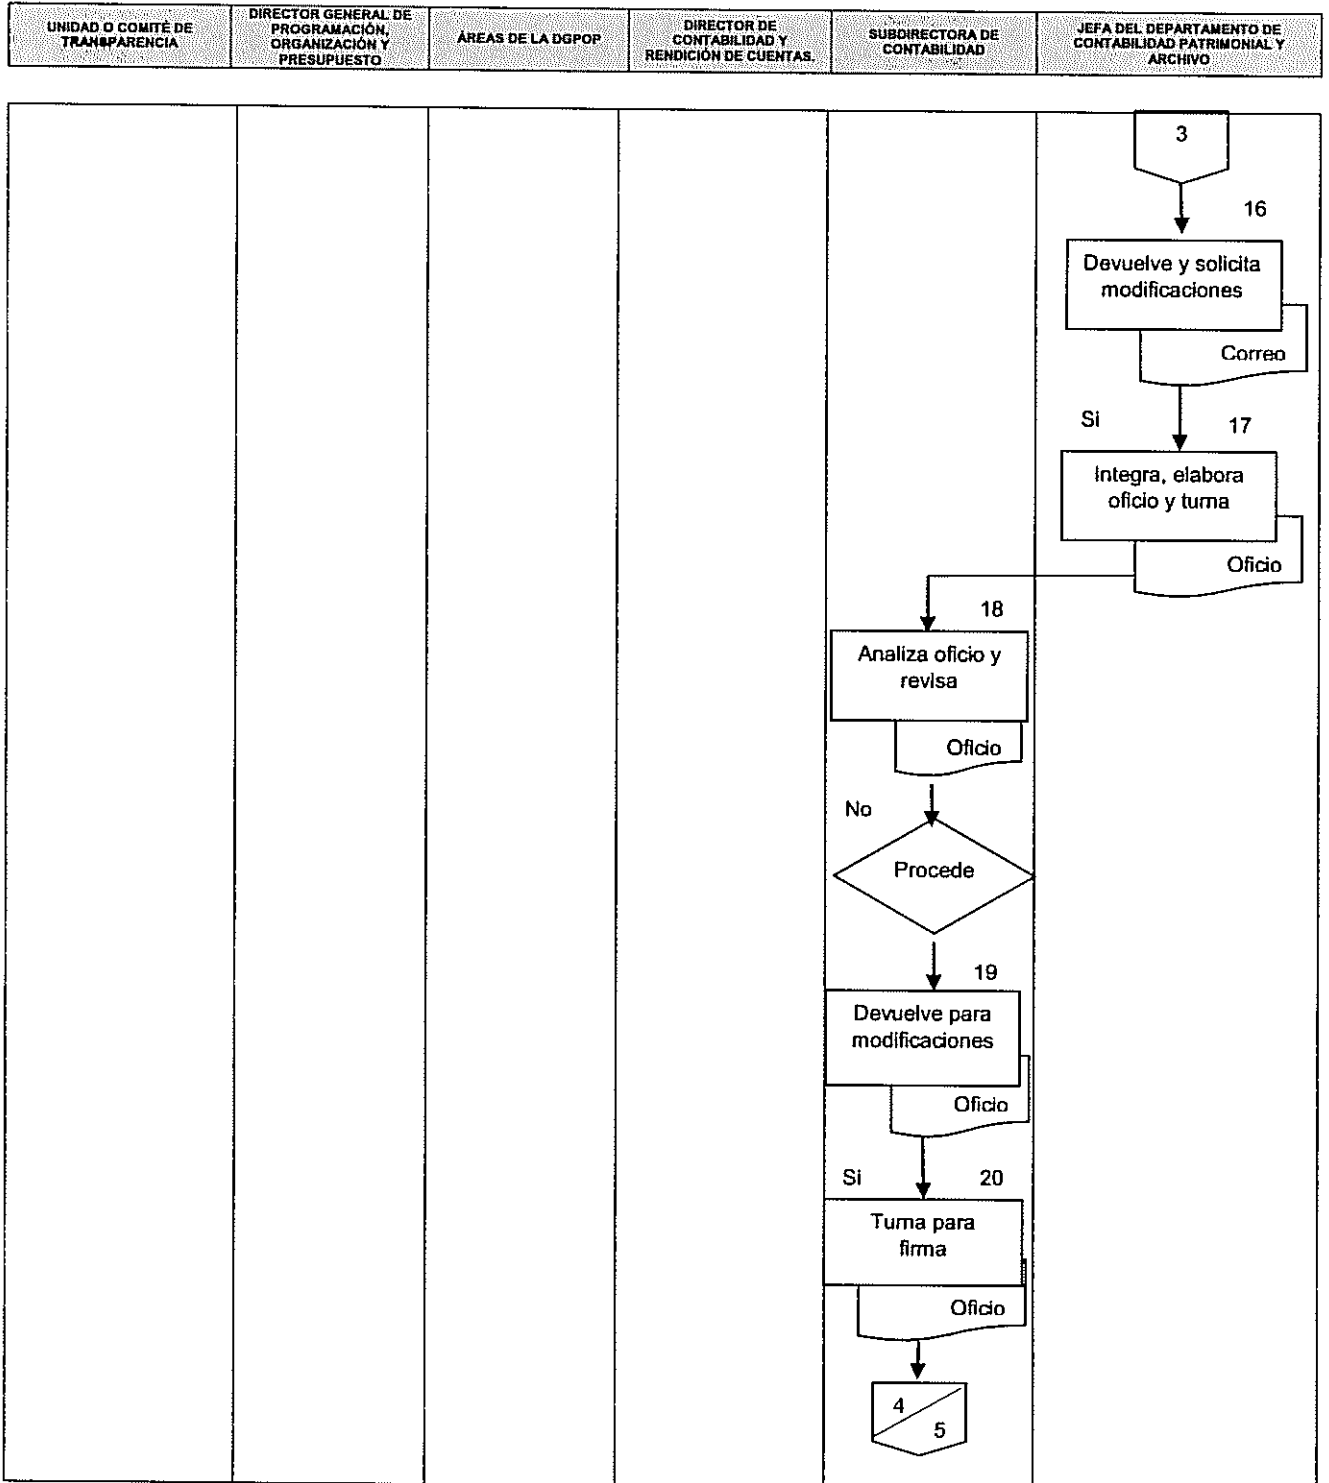 UNIDAD O COMITÉ DE
TRANSPARENCIA
DIRECTOR GENERAL DE
PROGRAMACIÓN,
ORGANIZACIÓN Y
PRESUPUESTO
ÁREAS DE LA DGPOP
DIRECTOR DE
CONTABILIDAD Y
RENDICIÓN DE CUENTAS.
SUBDIRECTORA DE
CONTABILIDAD
JEFA DEL DEPARTAMENTO DE
CONTABILIDAD PATRIMONIAL Y
ARCHIVO
3
16
Devuelve y solicita
modificaciones
Correo
Si
17
Integra, elabora
oficio y turna
Oficio
18
Analiza oficio y
revisa
Oficio
No
Procede
19
Devuelve para
modificaciones
Oficio
Si
20
Turna para
firma
Oficio
4
5